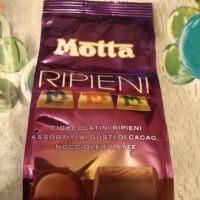 Motta
RIPIENI
CIOCCOLATINI RIPIENI
ASSORTITI AI GUSTI DI CACAO,
NOCCIOLE E LATTE